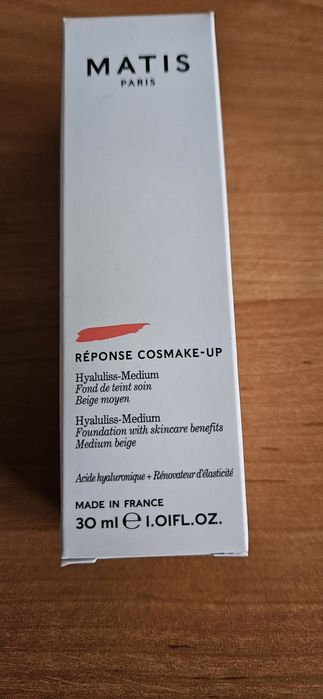 MATIS
PARIS
RÉPONSE COSMAKE-UP
Hyaluliss-Medium
Fond de teint soin
Beige moyen
Hyaluliss-Medium
Foundation with skincare benefits
Medium beige
Acide hyaluronique + Rénovateur d'élasticité
MADE IN FRANCE
30 ml ℮ 1.01FL.OZ.